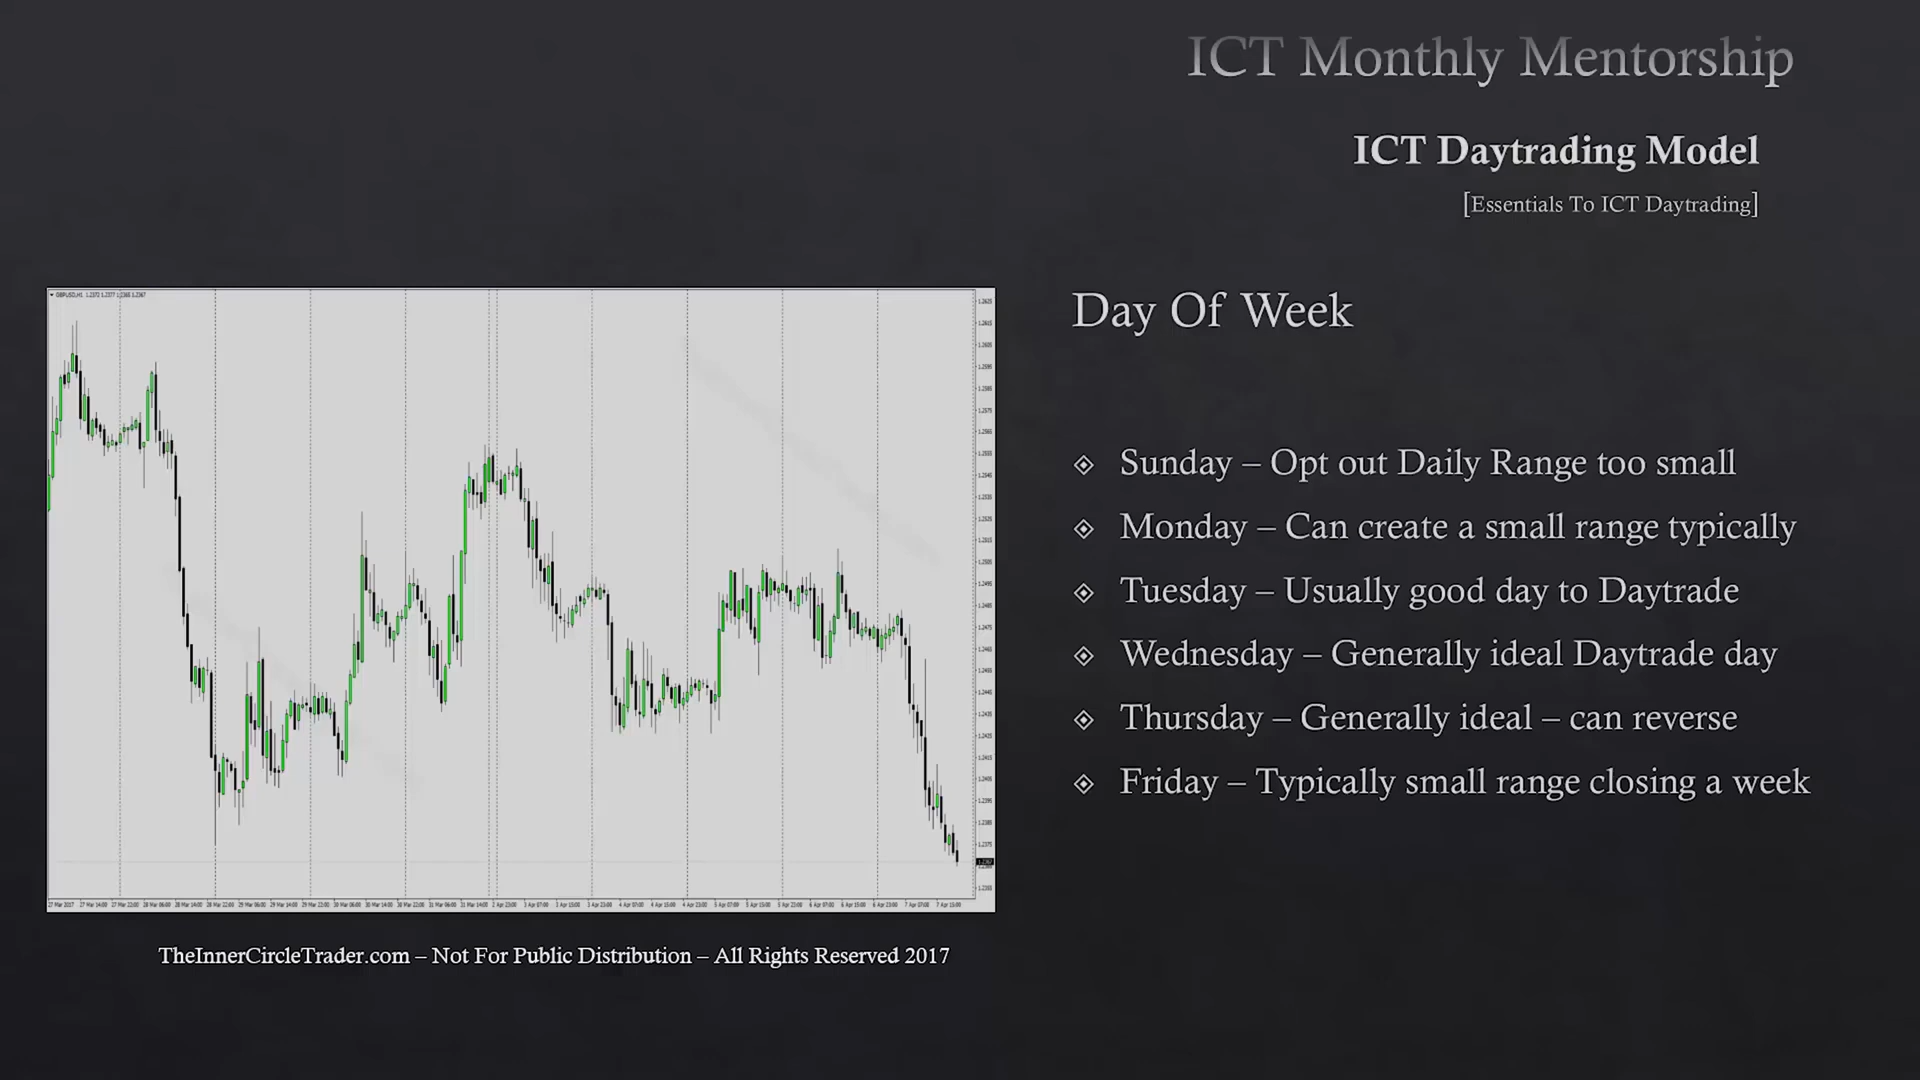 ICT Monthly Mentorship
ICT Daytrading Model
[Essentials To ICT Daytrading]
Day Of Week
Sunday – Opt out Daily Range too small
Monday – Can create a small range typically
Tuesday – Usually good day to Daytrade
Wednesday – Generally ideal Daytrade day
Thursday – Generally ideal – can reverse
Friday – Typically small range closing a week
TheInnerCircleTrader.com – Not For Public Distribution – All Rights Reserved 2017